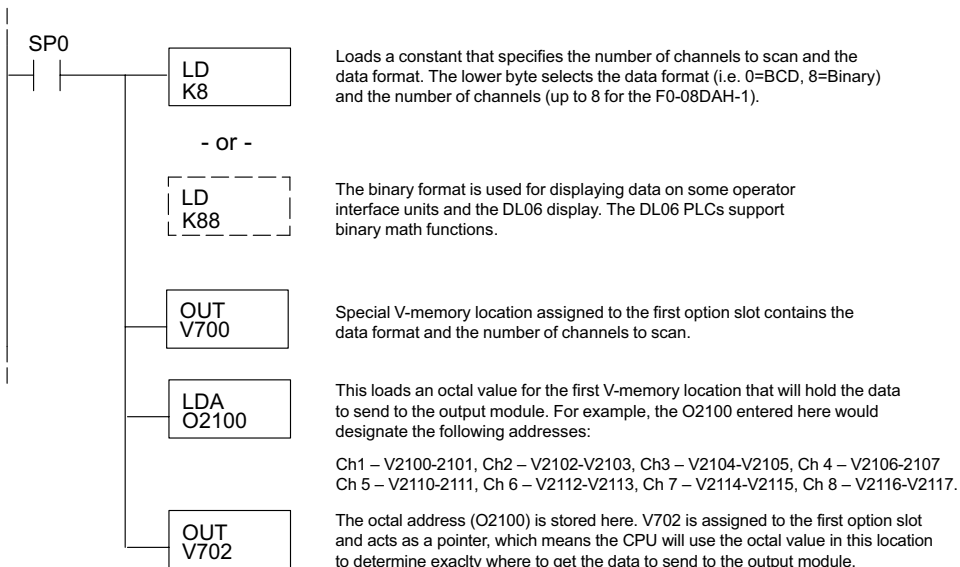 SP0
LD
K8
Loads a constant that specifies the number of channels to scan and the
data format. The lower byte selects the data format (i.e. 0=BCD, 8=Binary)
and the number of channels (up to 8 for the F0-08DAH-1).
- or -
LD
K88
The binary format is used for displaying data on some operator
interface units and the DL06 display. The DL06 PLCs support
binary math functions.
OUT
V700
Special V-memory location assigned to the first option slot contains the
data format and the number of channels to scan.
LDA
O2100
This loads an octal value for the first V-memory location that will hold the data
to send to the output module. For example, the O2100 entered here would
designate the following addresses:
Ch1 – V2100-2101, Ch2 – V2102-V2103, Ch3 – V2104-V2105, Ch 4 – V2106-2107
Ch 5 – V2110-2111, Ch 6 – V2112-V2113, Ch 7 – V2114-V2115, Ch 8 – V2116-V2117.
OUT
V702
The octal address (O2100) is stored here. V702 is assigned to the first option slot
and acts as a pointer, which means the CPU will use the octal value in this location
to determine exaclty where to get the data to send to the output module.